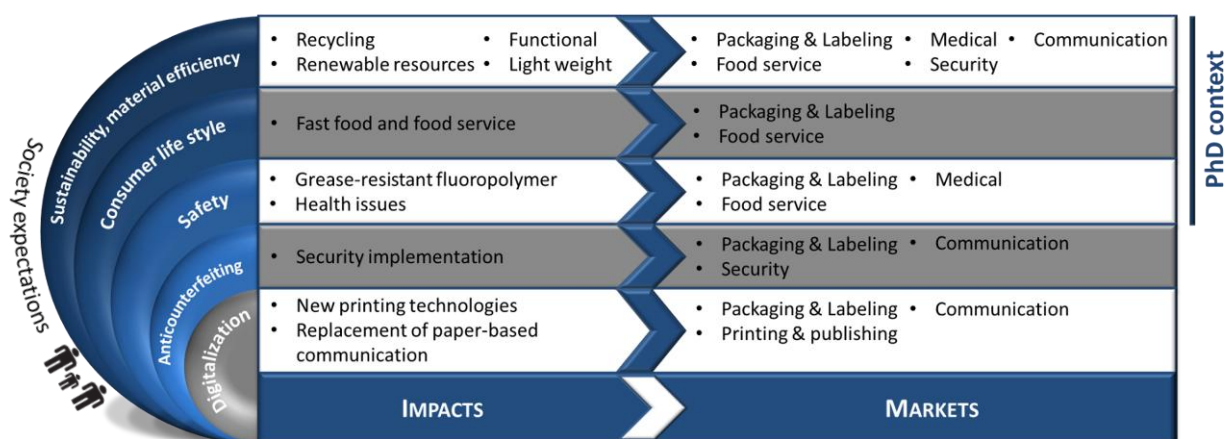 Society expectations
Sustainability, material efficiency
• Recycling • Functional
• Renewable resources • Light weight
• Packaging & Labeling • Medical • Communication
• Food service • Security
Consumer life style
• Fast food and food service
• Packaging & Labeling
• Food service
Safety
• Grease-resistant fluoropolymer
• Health issues
• Packaging & Labeling • Medical
• Food service
Anticounterfeiting
• Security implementation
• Packaging & Labeling • Communication
• Security
Digitalization
• New printing technologies
• Replacement of paper-based
communication
• Packaging & Labeling • Communication
• Printing & publishing
IMPACTS
MARKETS
PhD context